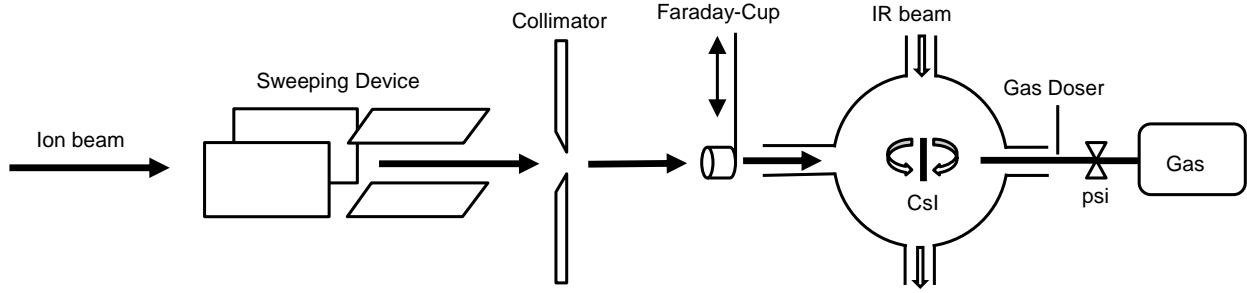 Collimator
Faraday-Cup
IR beam
Sweeping Device
Gas Doser
Ion beam
Gas
CsI
psi